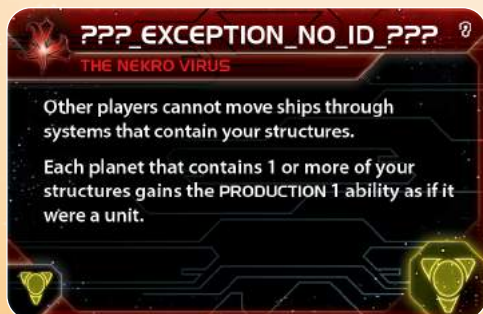 ???_EXCEPTION_NO_ID_???
THE NEKRO VIRUS
Other players cannot move ships through
systems that contain your structures.
Each planet that contains 1 or more of your
structures gains the PRODUCTION 1 ability as if it
were a unit.